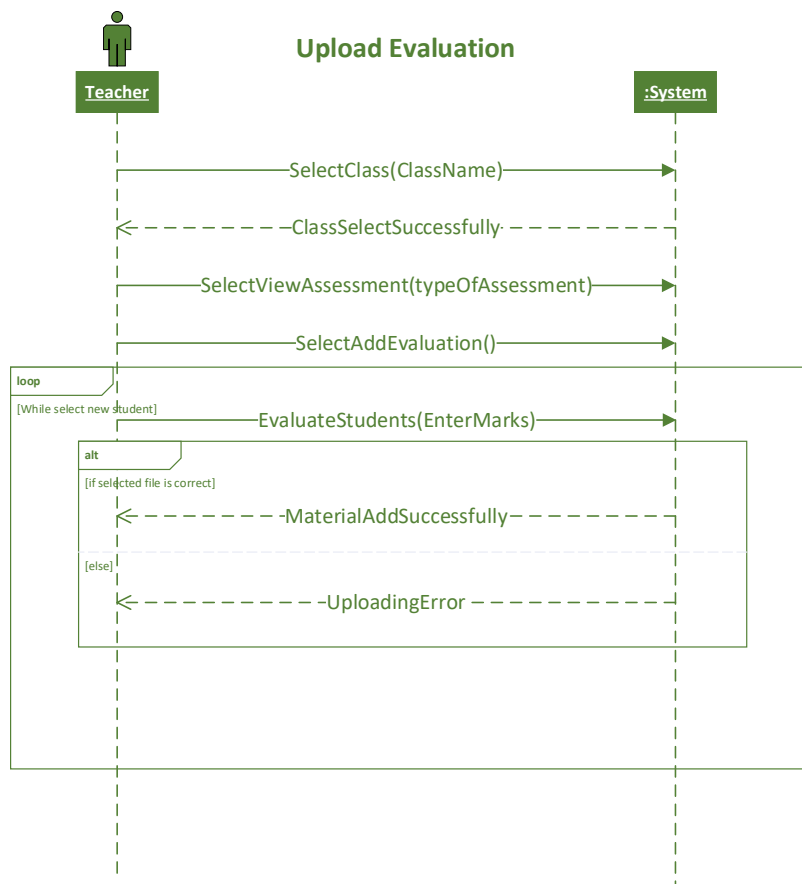 Upload Evaluation
Teacher
:System
SelectClass(ClassName)
ClassSelectSuccessfully
SelectViewAssessment(typeOfAssessment)
SelectAddEvaluation()
loop
[While select new student]
EvaluateStudents(EnterMarks)
alt
[if selected file is correct]
MaterialAddSuccessfully
[else]
UploadingError